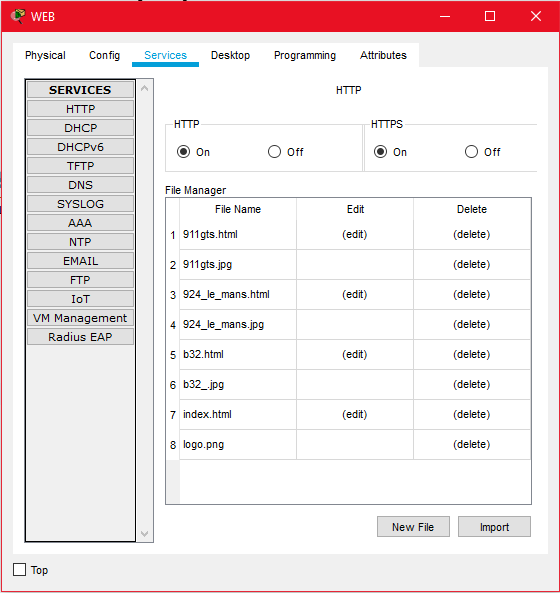 WEB
Physical Config Services Desktop Programming Attributes
SERVICES
HTTP
DHCP
DHCPv6
TFTP
DNS
SYSLOG
AAA
NTP
EMAIL
FTP
IoT
VM Management
Radius EAP
HTTP
HTTP HTTPS
On Off On Off
File Manager
File Name Edit Delete
1 911gts.html (edit) (delete)
2 911gts.jpg (delete)
3 924_le_mans.html (edit) (delete)
4 924_le_mans.jpg (delete)
5 b32.html (edit) (delete)
6 b32_.jpg (delete)
7 index.html (edit) (delete)
8 logo.png (delete)
New File Import
Top